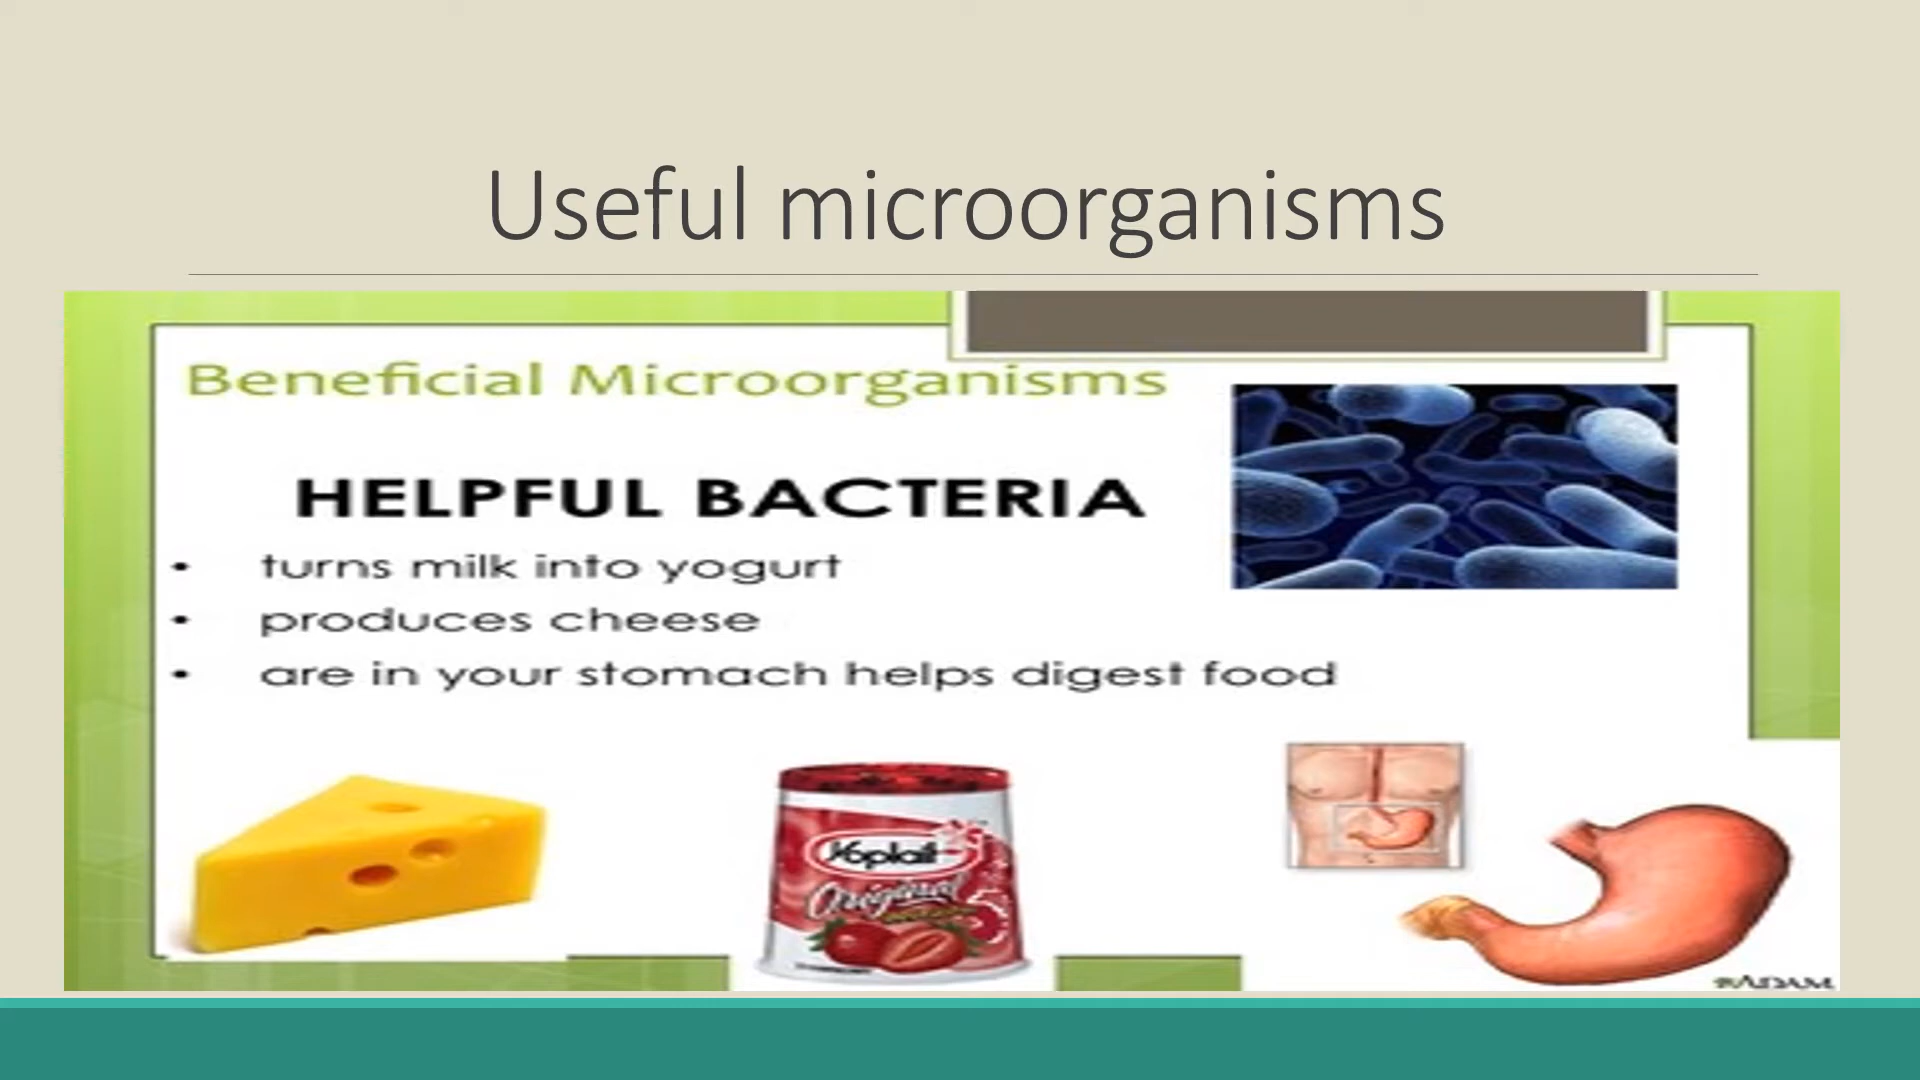 Useful microorganisms
Beneficial Microorganisms
HELPFUL BACTERIA
• turns milk into yogurt
• produces cheese
• are in your stomach helps digest food
Yoplait
Original